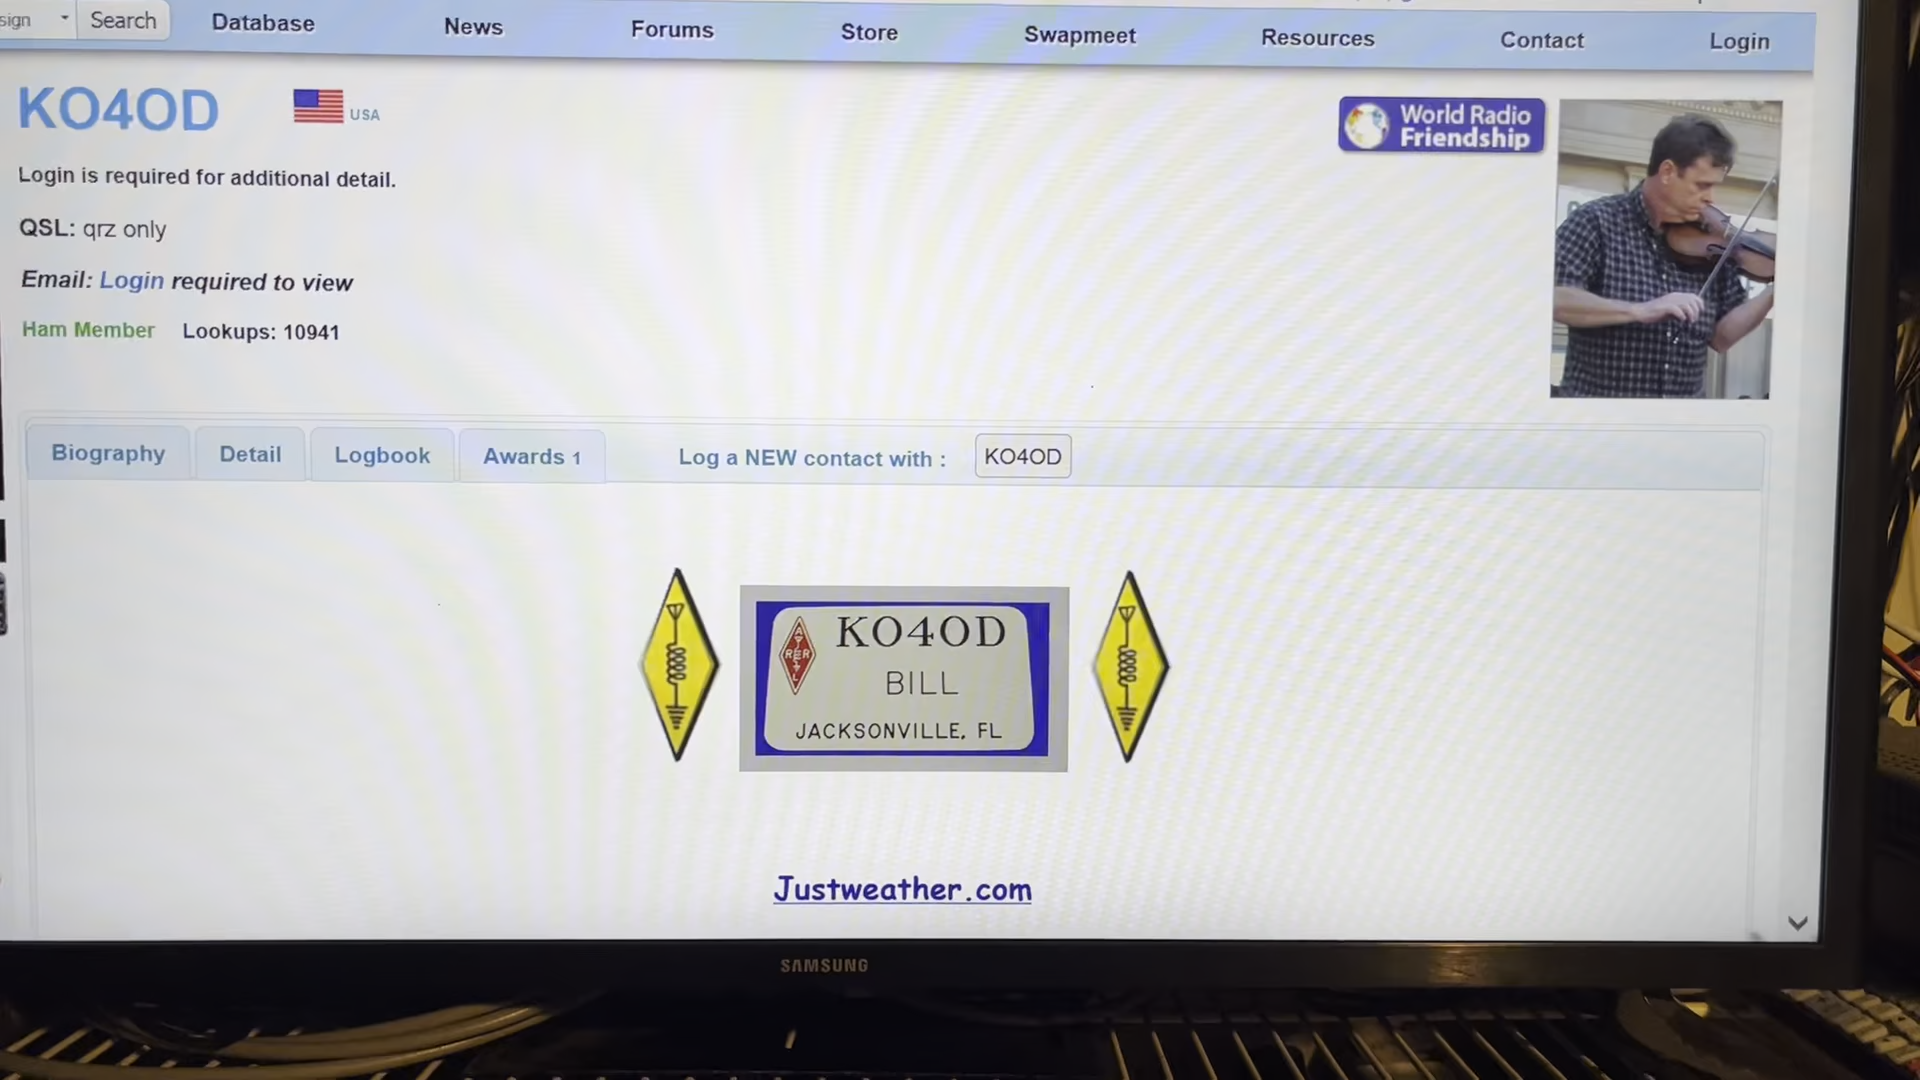 sign Search Database News Forums Store Swapmeet Resources Contact Login
KO4OD USA
World Radio
Friendship
Login is required for additional detail.
QSL: qrz only
Email: Login required to view
Ham Member Lookups: 10941
Biography Detail Logbook Awards 1 Log a NEW contact with : KO4OD
KO4OD
BILL
JACKSONVILLE, FL
Justweather.com
SAMSUNG